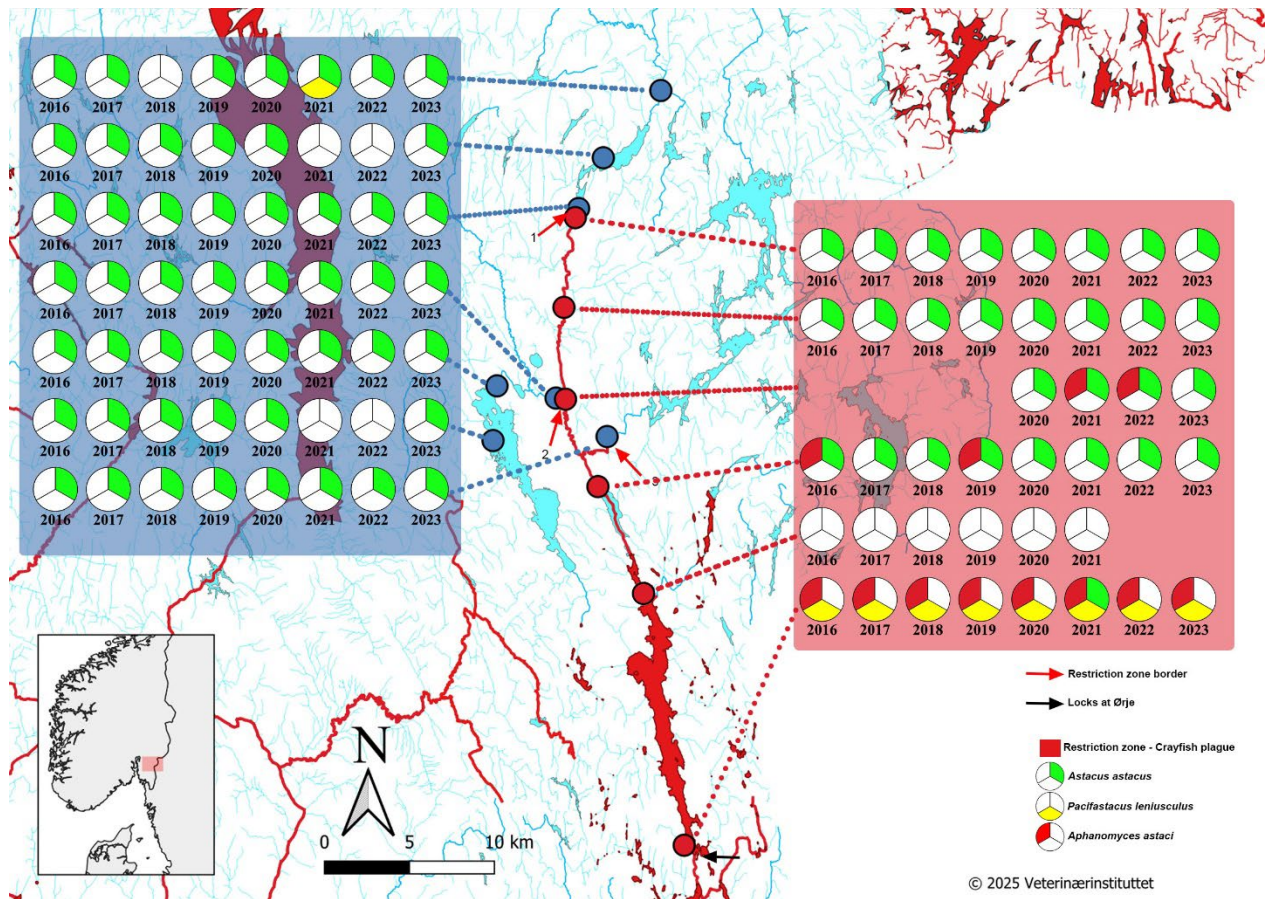 2016 2017 2018 2019 2020 2021 2022 2023
2016 2017 2018 2019 2020 2021 2022 2023
2016 2017 2018 2019 2020 2021 2022 2023
2016 2017 2018 2019 2020 2021 2022 2023
2016 2017 2018 2019 2020 2021 2022 2023
2016 2017 2018 2019 2020 2021 2022 2023
2016 2017 2018 2019 2020 2021 2022 2023
1
2
3
2016 2017 2018 2019 2020 2021 2022 2023
2016 2017 2018 2019 2020 2021 2022 2023
2020 2021 2022 2023
2016 2017 2018 2019 2020 2021 2022 2023
2016 2017 2018 2019 2020 2021
2016 2017 2018 2019 2020 2021 2022 2023
N
0 5 10 km
Restriction zone border
Locks at Ørje
Restriction zone - Crayfish plague
Astacus astacus
Pacifastacus leniusculus
Aphanomyces astaci
© 2025 Veterinærinstituttet